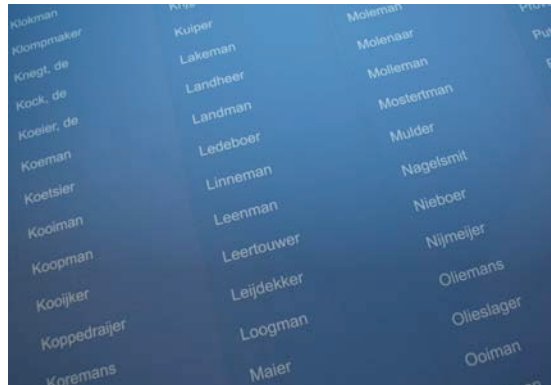 Klokman
Klompmaker
Knegt, de
Kock, de
Koeier, de
Koeman
Koetsier
Kooiman
Koopman
Kooijker
Koppedraijer
Koremans
Kuiper
Lakeman
Landheer
Landman
Ledeboer
Linneman
Leenman
Leertouwer
Leijdekker
Loogman
Maier
Moleman
Molenaar
Molleman
Mostertman
Mulder
Nagelsmit
Nieboer
Nijmeijer
Oliemans
Olieslager
Ooiman